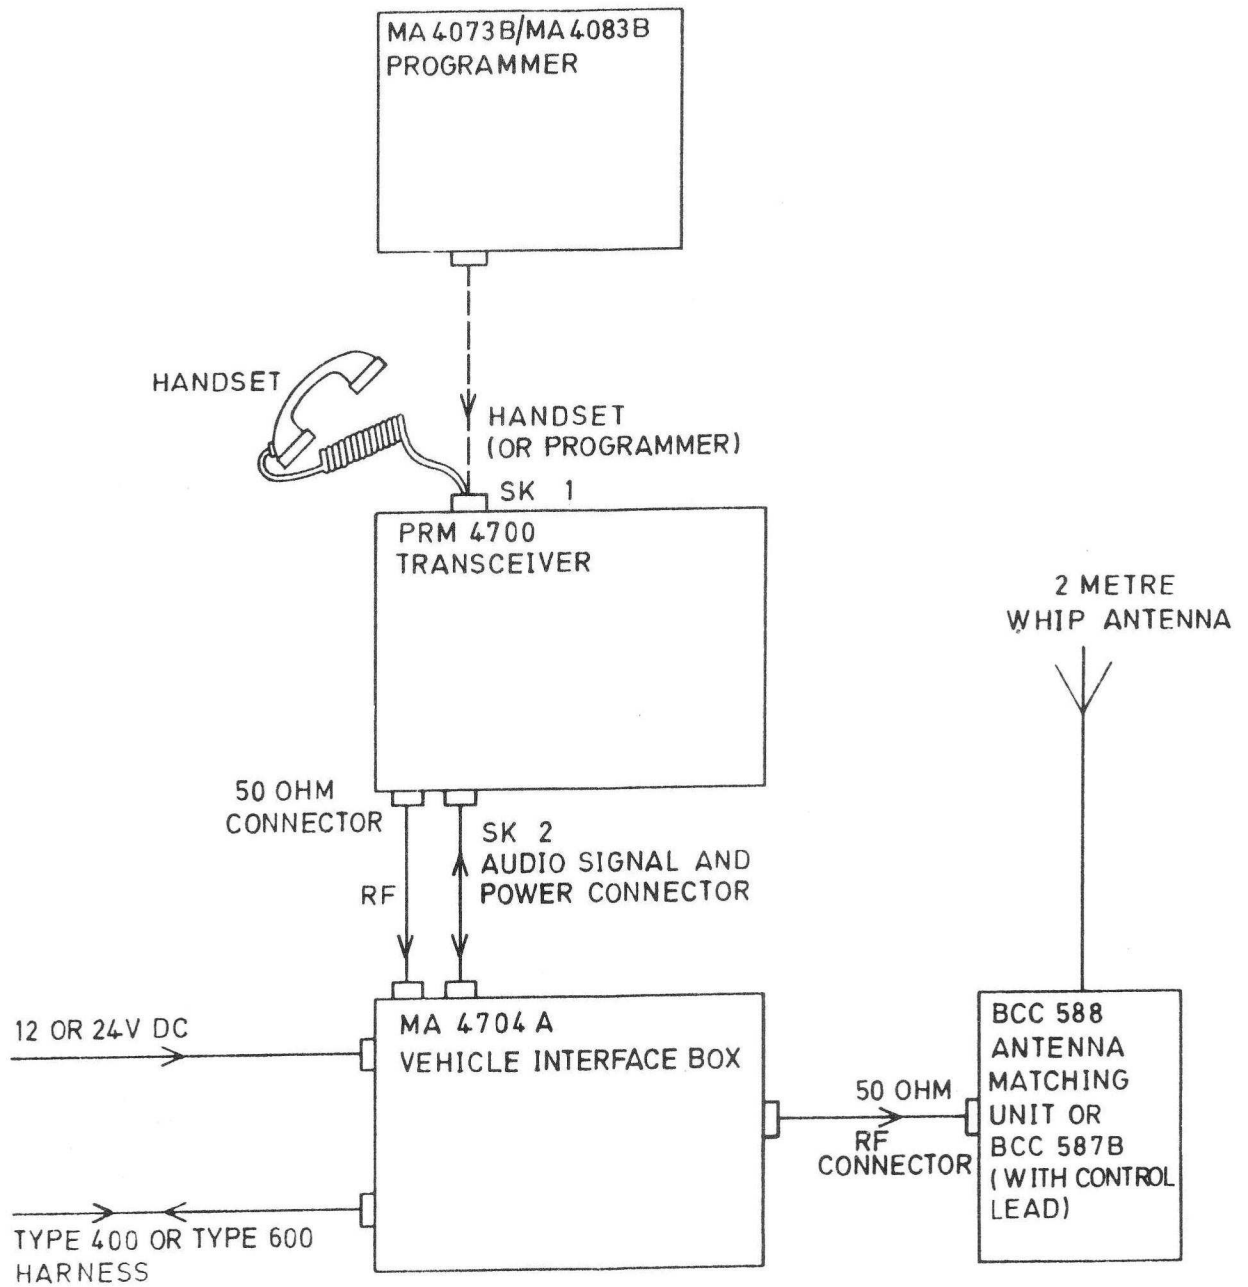 MA 4073B/MA 4083B
PROGRAMMER
HANDSET
HANDSET
(OR PROGRAMMER)
SK 1
PRM 4700
TRANSCEIVER
2 METRE
WHIP ANTENNA
50 OHM
CONNECTOR
SK 2
AUDIO SIGNAL AND
POWER CONNECTOR
RF
12 OR 24V DC
MA 4704 A
VEHICLE INTERFACE BOX
50 OHM
RF
CONNECTOR
BCC 588
ANTENNA
MATCHING
UNIT OR
BCC 587B
(WITH CONTROL
LEAD)
TYPE 400 OR TYPE 600
HARNESS